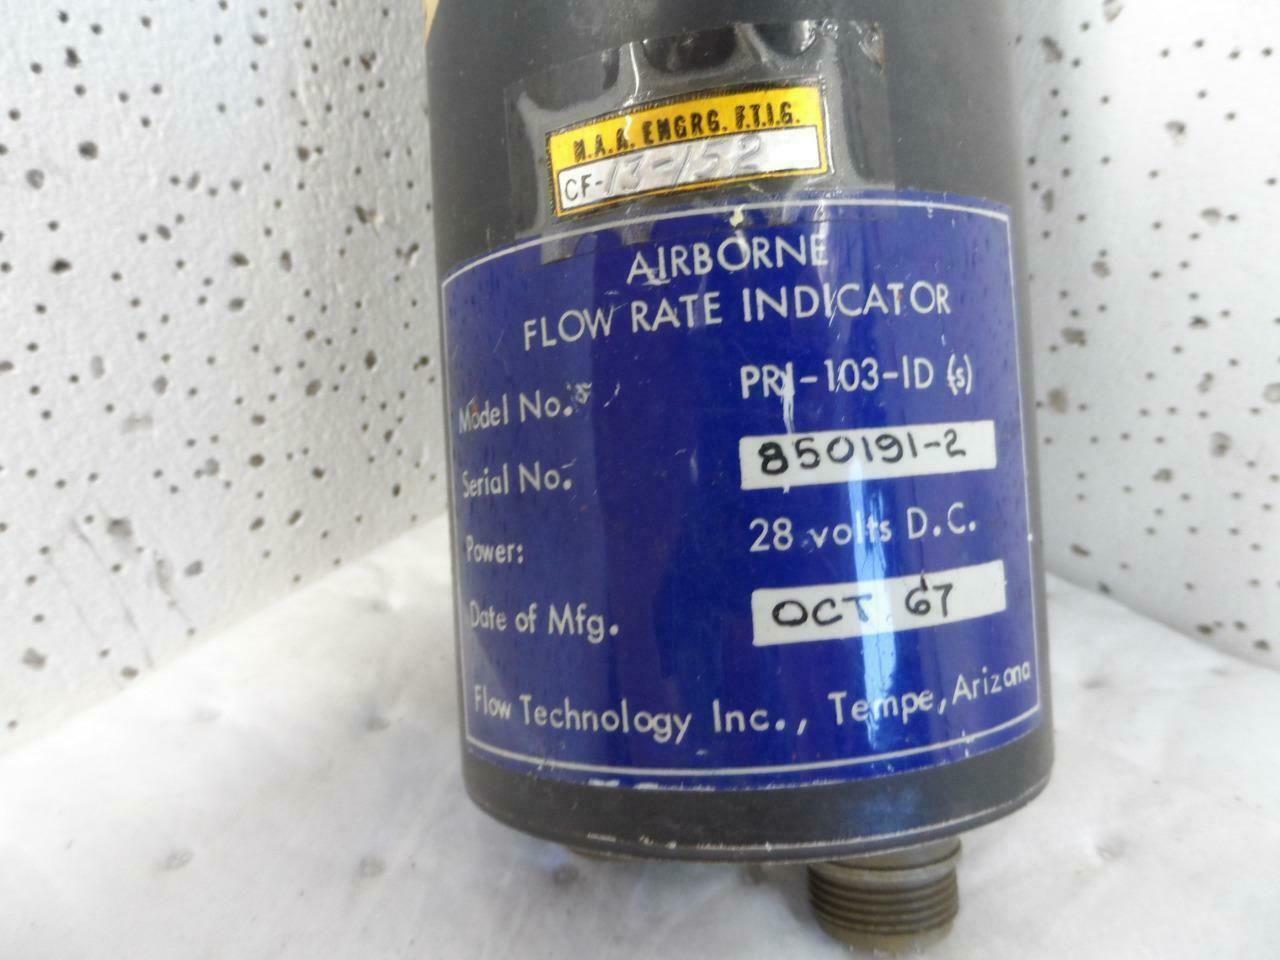 N.A.A. ENGRG. F.T.I.G.
CF-13-152
AIRBORNE
FLOW RATE INDICATOR
Model No. PRI-103-1D (s)
Serial No. 850191-2
Power: 28 volts D.C.
Date of Mfg. OCT 67
Flow Technology Inc., Tempe, Arizona